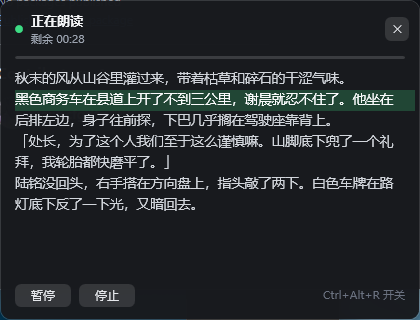 正在朗读
剩余 00:28
秋末的风从山谷里灌过来，带着枯草和碎石的干涩气味。
黑色商务车在县道上开了不到三公里，谢晨就忍不住了。他坐在
后排左边，身子往前探，下巴几乎搁在驾驶座靠背上。
「处长，为了这个人我们至于这么谨慎嘛。山脚底下兜了一个礼
拜，我轮胎都快磨平了。」
陆铭没回头，右手搭在方向盘上，指头敲了两下。白色车牌在路
灯底下反了一下光，又暗回去。
暂停
停止
Ctrl+Alt+R 开关